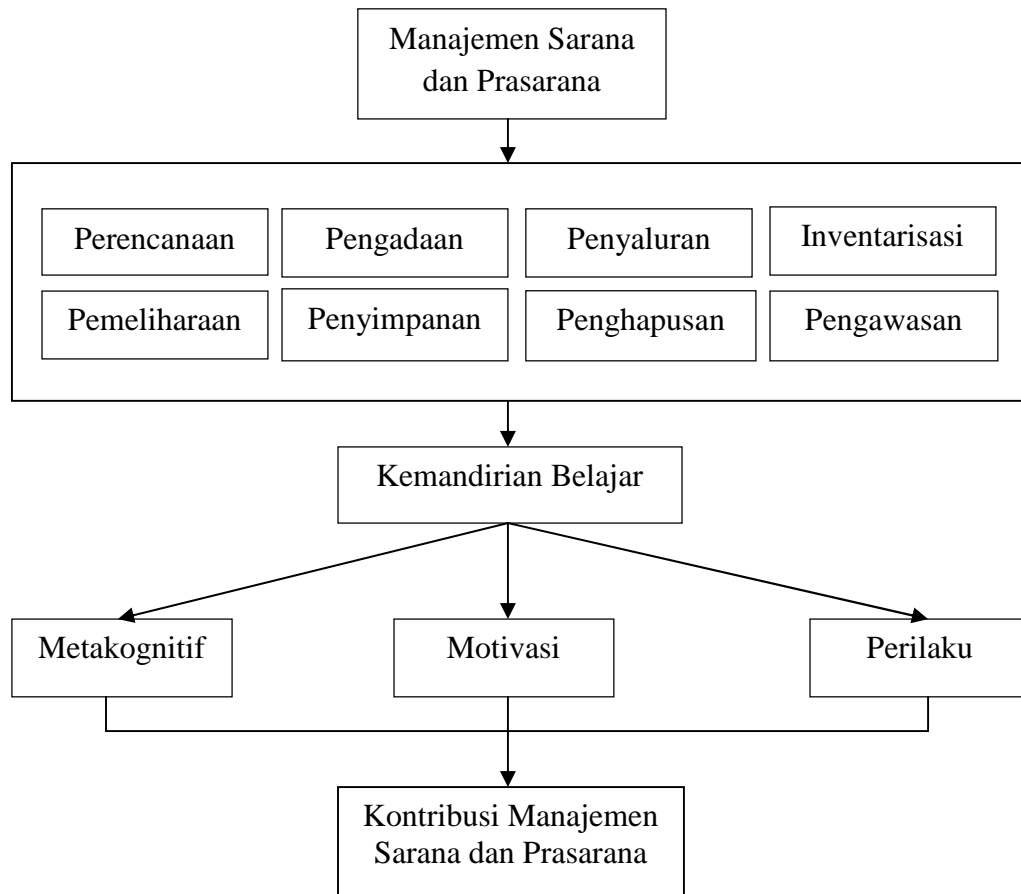 Manajemen Sarana
dan Prasarana
Perencanaan
Pengadaan
Penyaluran
Inventarisasi
Pemeliharaan
Penyimpanan
Penghapusan
Pengawasan
Kemandirian Belajar
Metakognitif
Motivasi
Perilaku
Kontribusi Manajemen
Sarana dan Prasarana